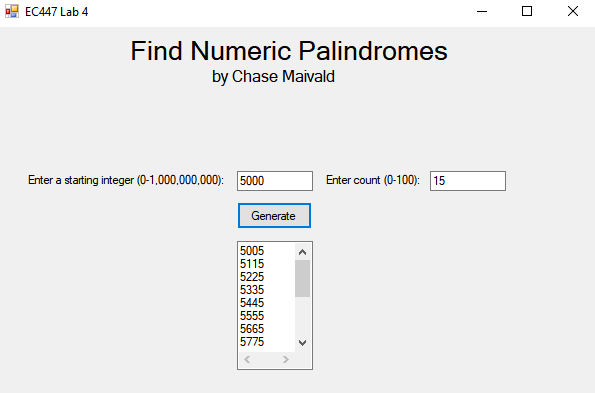 EC447 Lab 4
Find Numeric Palindromes
by Chase Maivald
Enter a starting integer (0-1,000,000,000): 5000 Enter count (0-100): 15
Generate
5005
5115
5225
5335
5445
5555
5665
5775